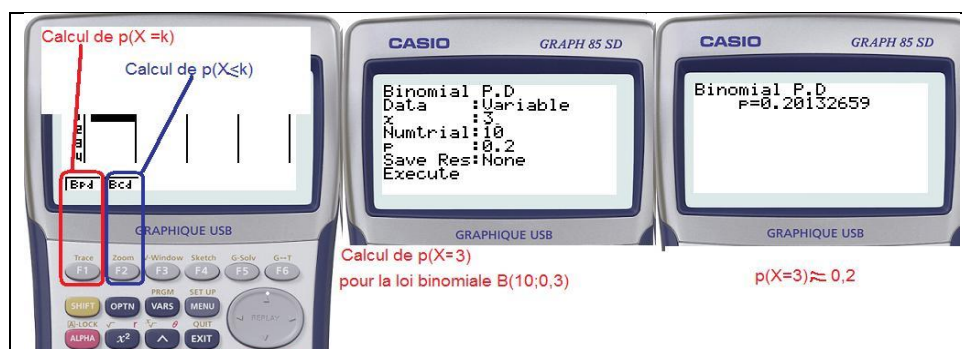 Calcul de p(X =k)
Calcul de p(X≤k)
2
3
4
Bpd Bcd
GRAPHIQUE USB
Trace Zoom V-Window Sketch G-Solv G↔T
F1 F2 F3 F4 F5 F6
PRGM SET UP
SHIFT OPTN VARS MENU
A-LOCK √ r x√ θ QUIT
ALPHA x² ^ EXIT
REPLAY
CASIO GRAPH 85 SD
Binomial P.D
Data :Variable
x :3
Numtrial:10
p :0.2
Save Res:None
Execute
GRAPHIQUE USB
Calcul de p(X=3)
pour la loi binomiale B(10;0,3)
CASIO GRAPH 85 SD
Binomial P.D
p=0.20132659
GRAPHIQUE USB
p(X=3)≈ 0,2